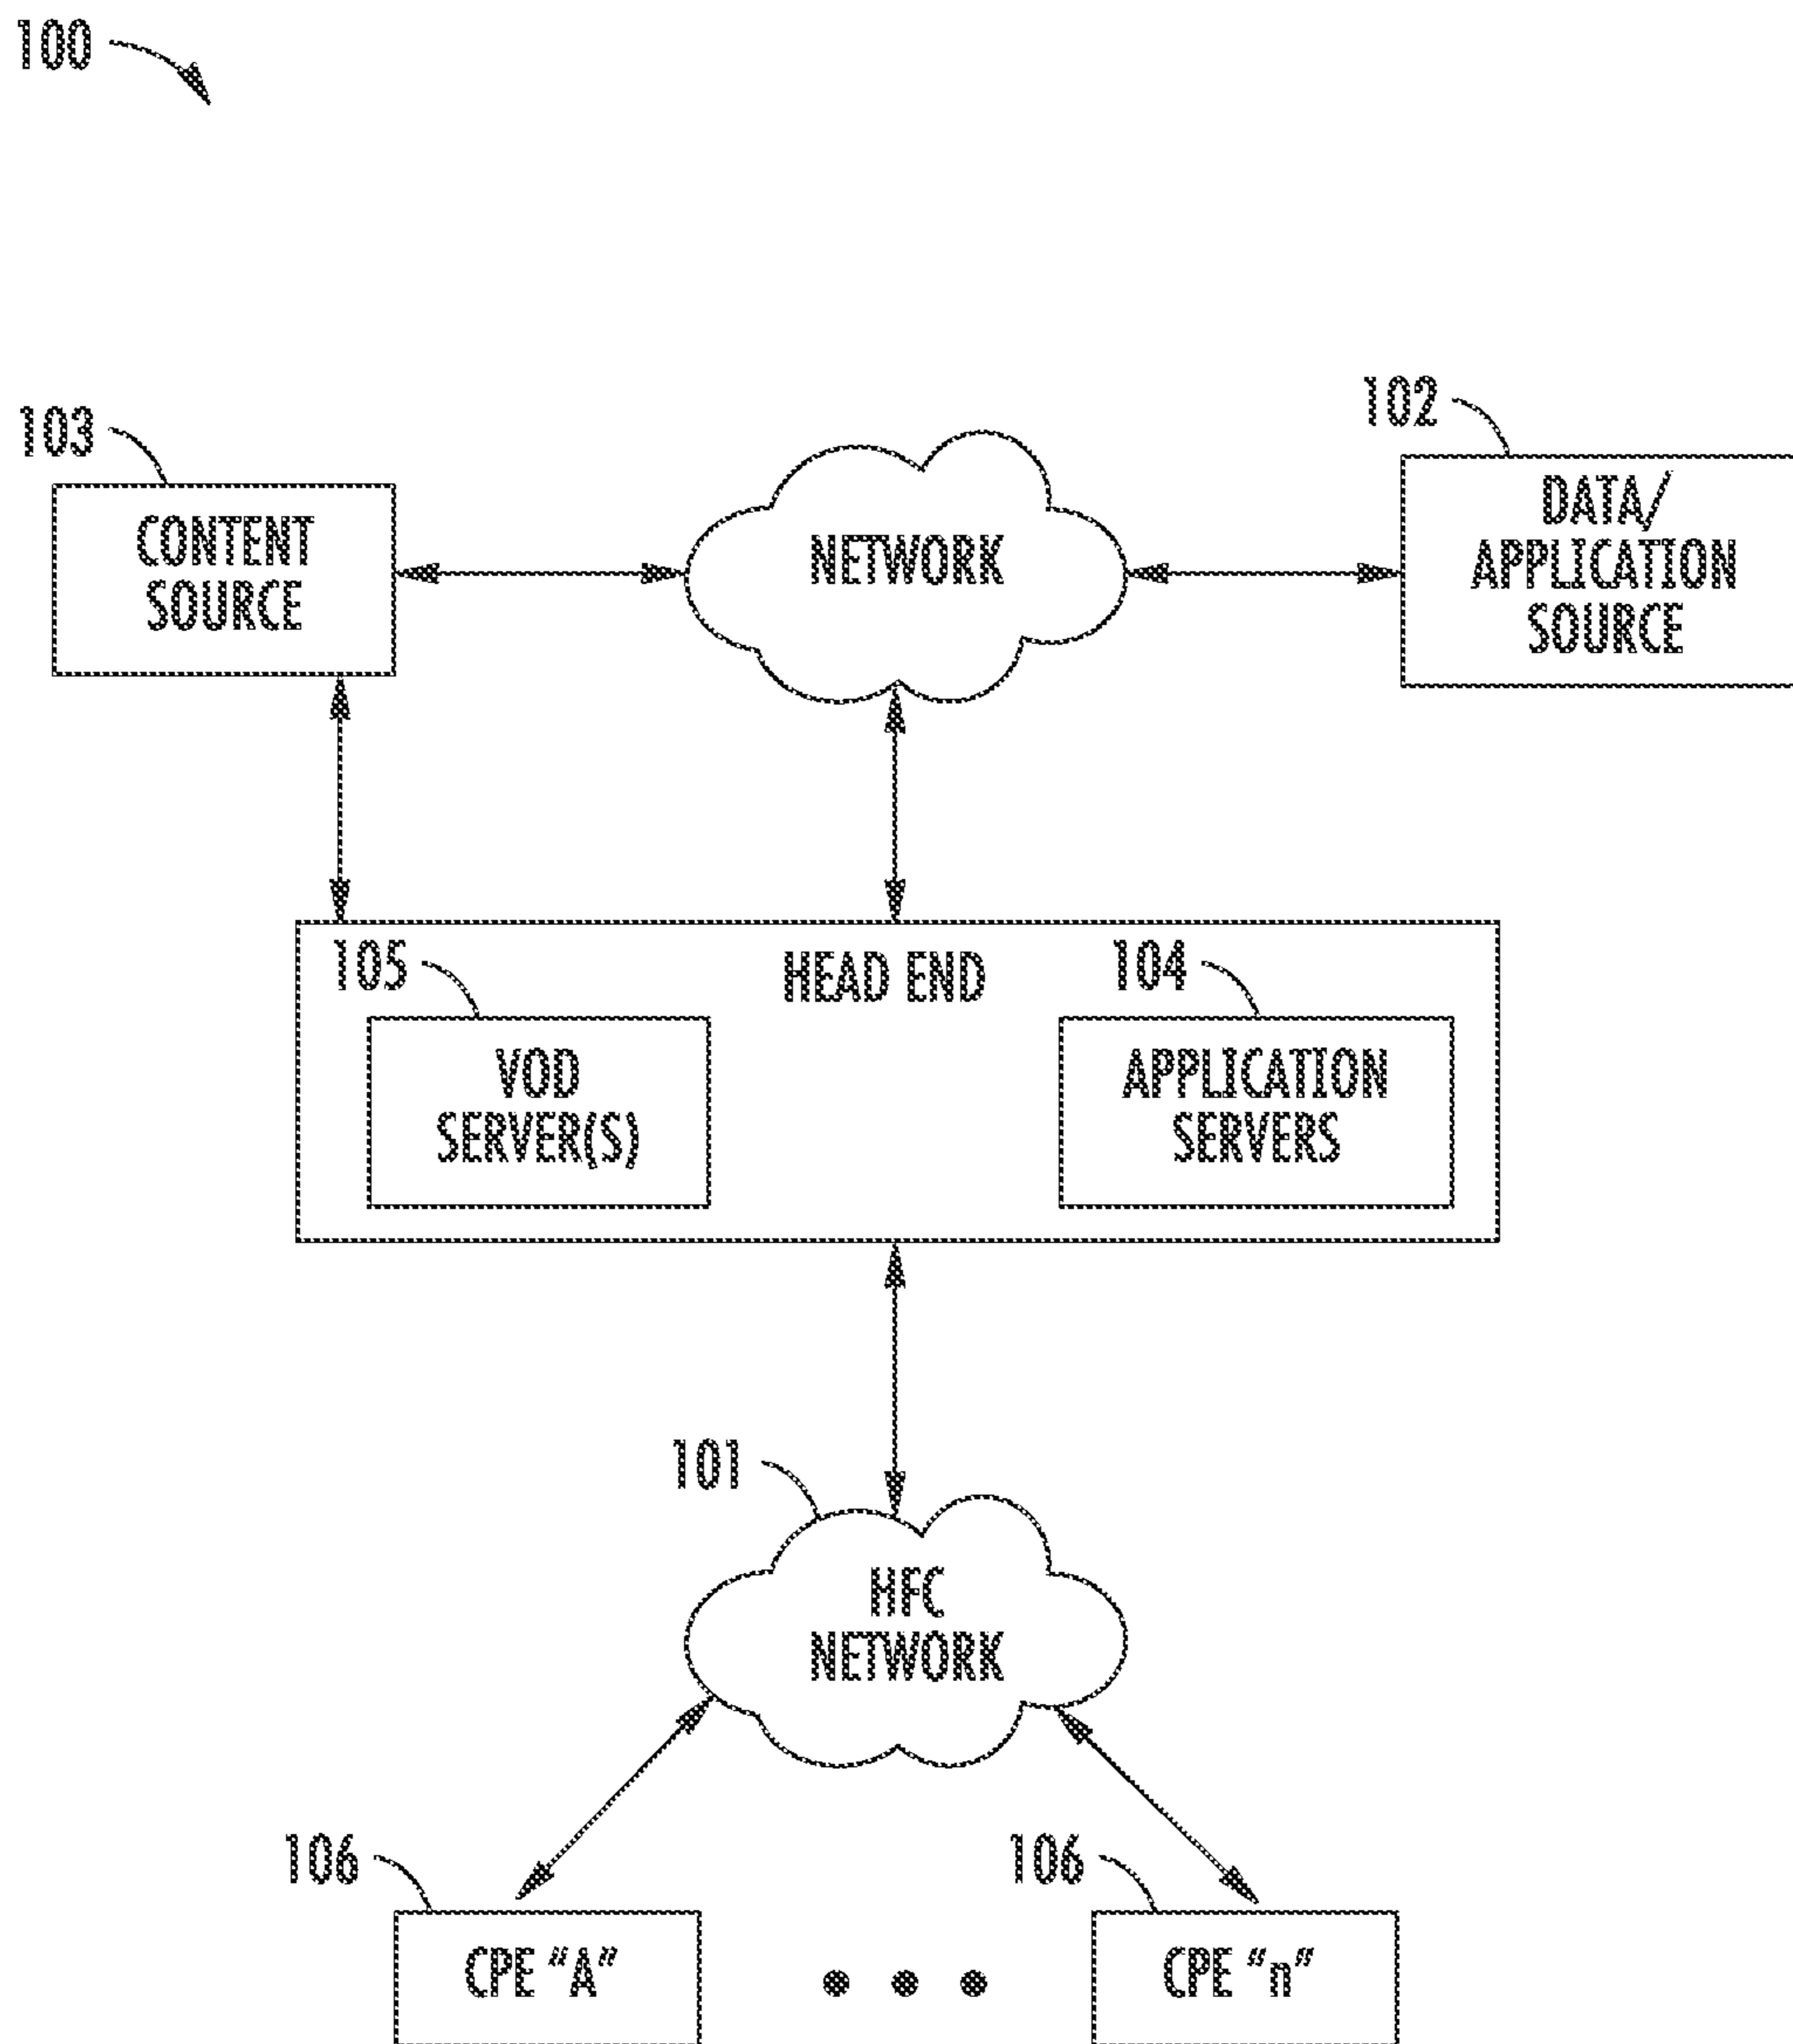 100
103
102
CONTENT
SOURCE
NETWORK
DATA/
APPLICATION
SOURCE
105
HEAD END
104
VOD
SERVER(S)
APPLICATION
SERVERS
101
HFC
NETWORK
106
106
CPE "A"
CPE "n"